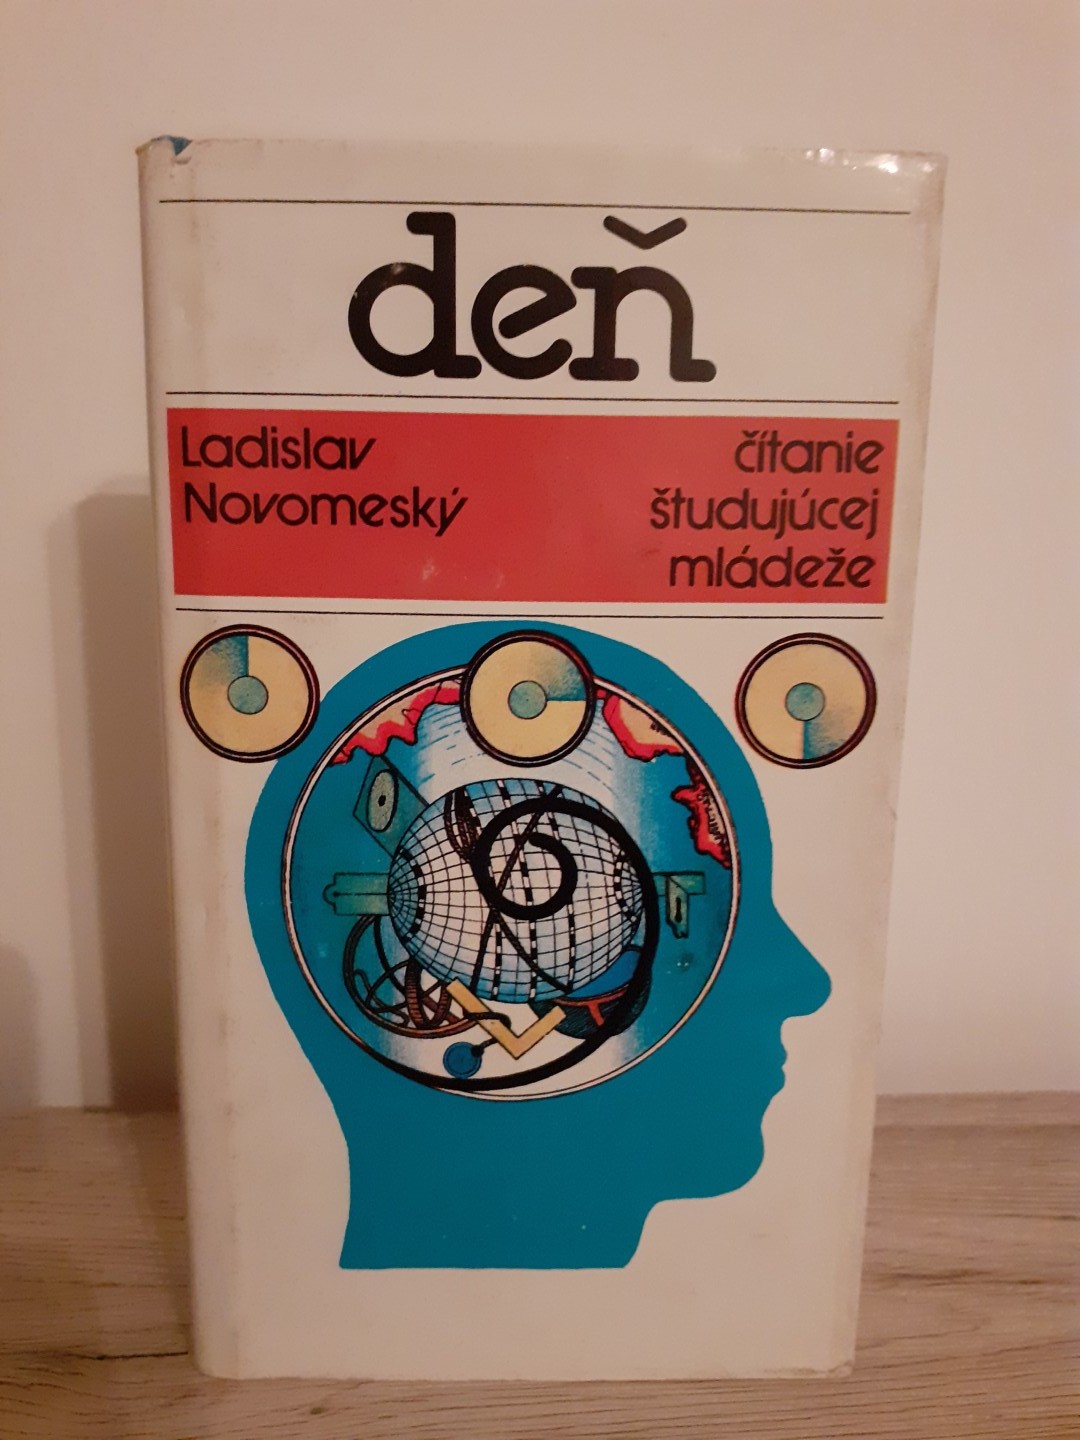 deň
Ladislav
Novomeský
čítanie
študujúcej
mládeže